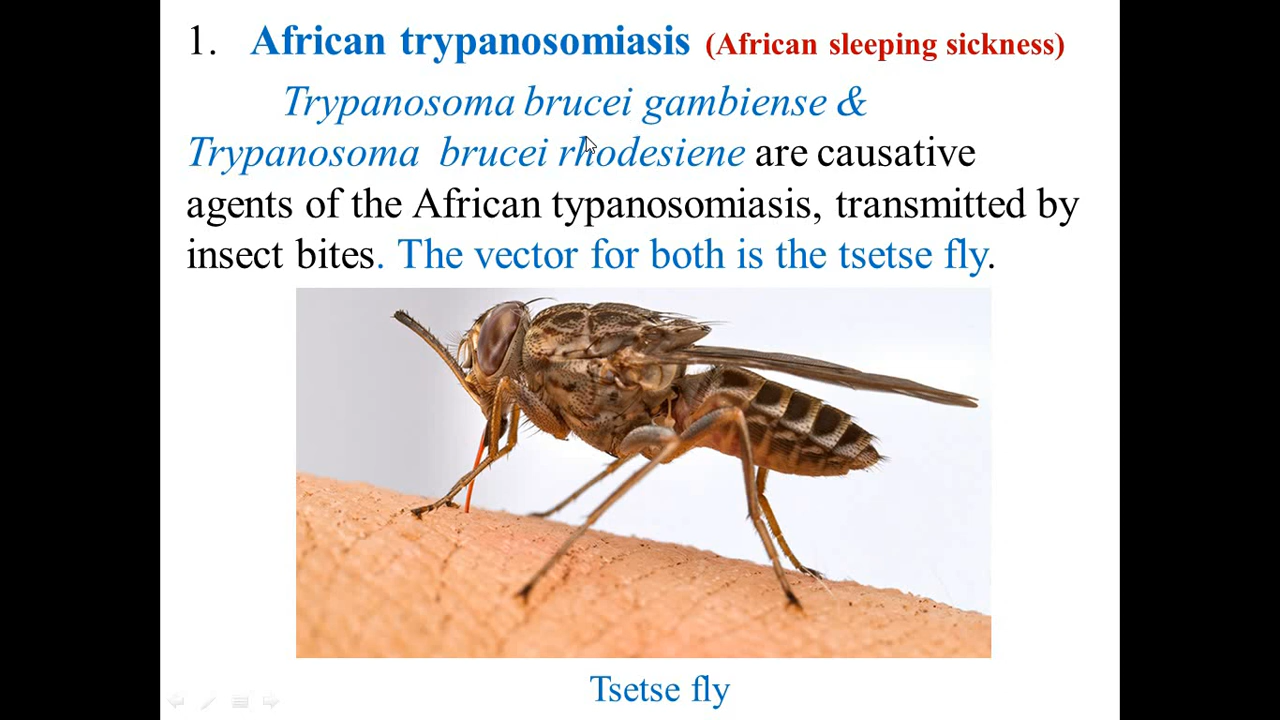 1. African trypanosomiasis (African sleeping sickness)
Trypanosoma brucei gambiense &
Trypanosoma brucei rhodesiene are causative
agents of the African typanosomiasis, transmitted by
insect bites. The vector for both is the tsetse fly.
Tsetse fly